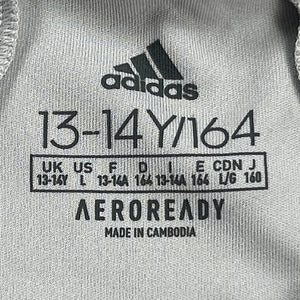 adidas
13-14Y/164
UK US F D I E CDN J
13-14Y L 13-14A 164 13-14A 164 L/G 160
AEROREADY
MADE IN CAMBODIA